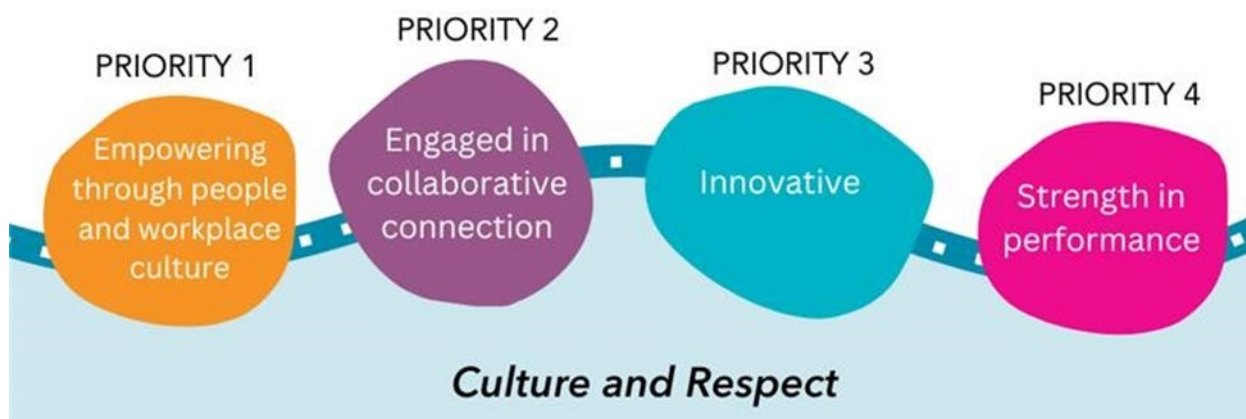 PRIORITY 1
Empowering
through people
and workplace
culture
PRIORITY 2
Engaged in
collaborative
connection
PRIORITY 3
Innovative
PRIORITY 4
Strength in
performance
Culture and Respect